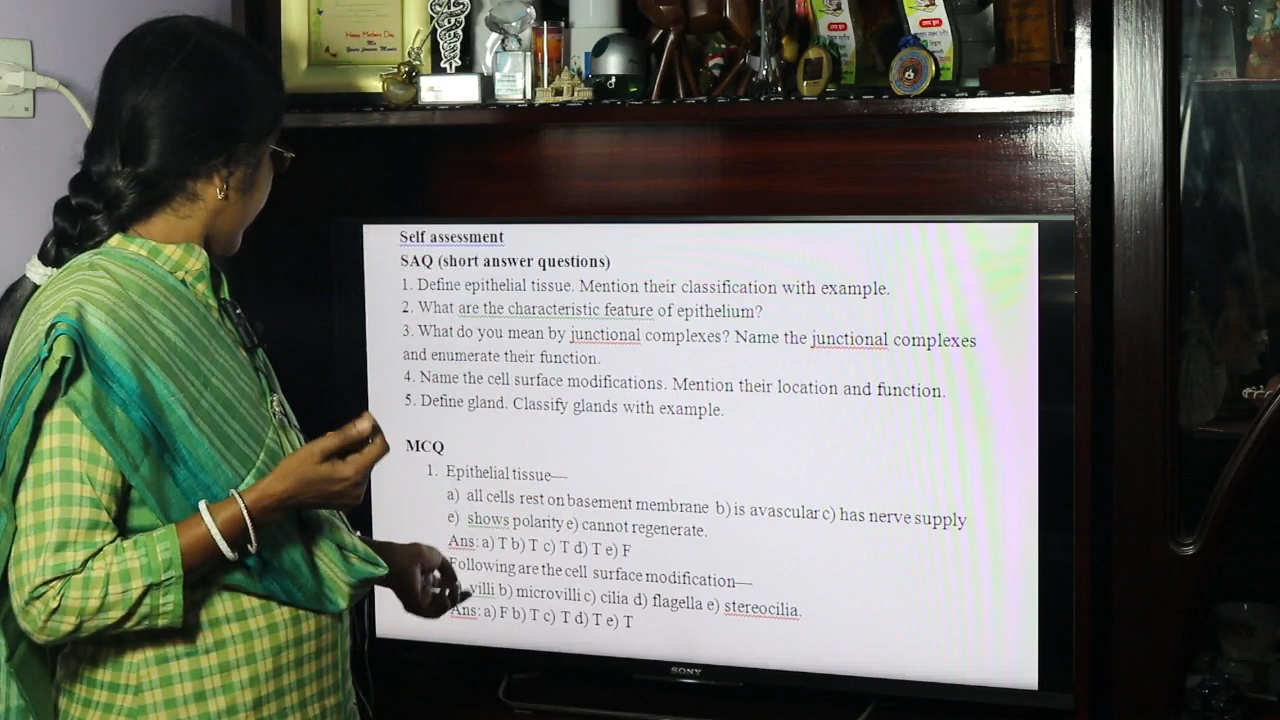 Happy Mothers Day
Self assessment
SAQ (short answer questions)
1. Define epithelial tissue. Mention their classification with example.
2. What are the characteristic feature of epithelium?
3. What do you mean by junctional complexes? Name the junctional complexes
and enumerate their function.
4. Name the cell surface modifications. Mention their location and function.
5. Define gland. Classify glands with example.
MCQ
1. Epithelial tissue—
a) all cells rest on basement membrane b) is avascular c) has nerve supply
e) shows polarity e) cannot regenerate.
Ans: a) T b) T c) T d) T e) F
Following are the cell surface modification—
villi b) microvilli c) cilia d) flagella e) stereocilia.
Ans: a) F b) T c) T d) T e) T
SONY